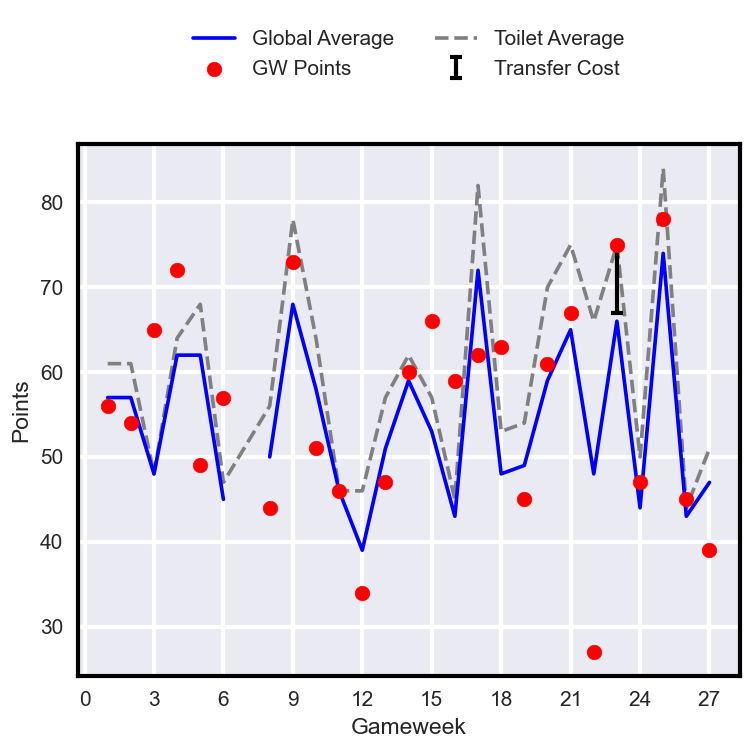 Global Average
GW Points
Toilet Average
Transfer Cost
80
70
60
50
40
30
Points
0 3 6 9 12 15 18 21 24 27
Gameweek